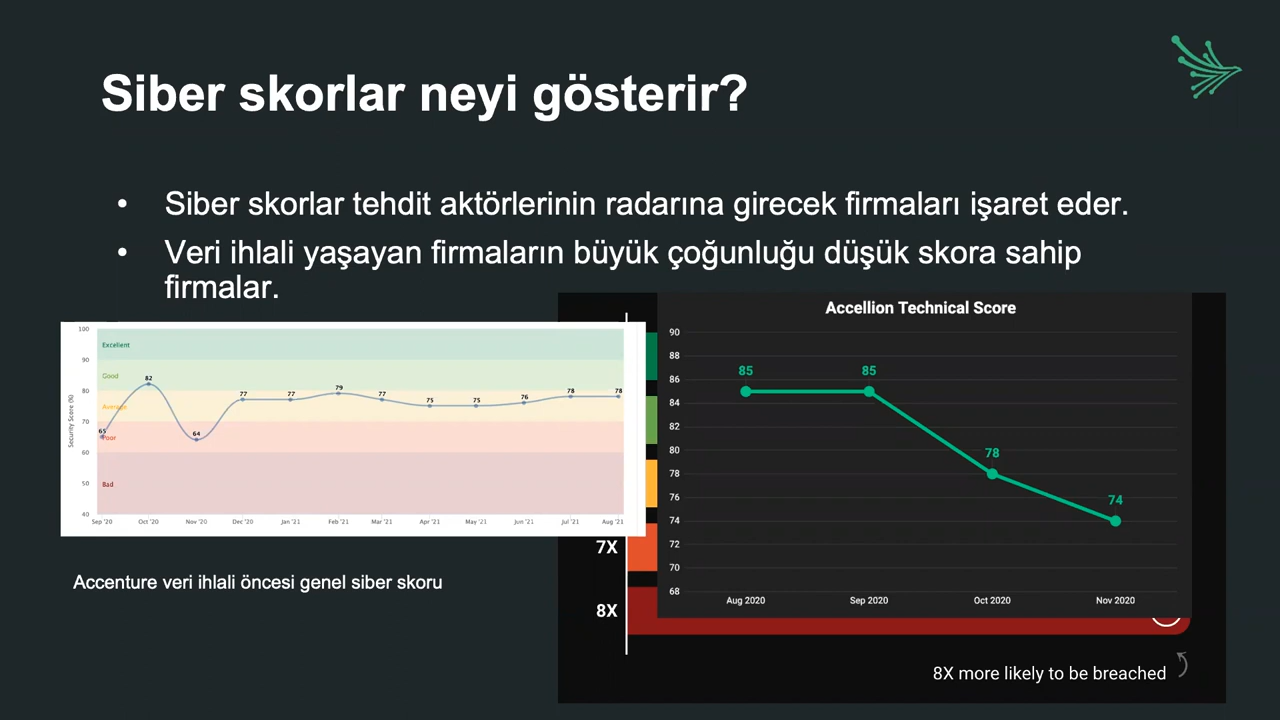 Siber skorlar neyi gösterir?
• Siber skorlar tehdit aktörlerinin radarına girecek firmaları işaret eder.
• Veri ihlali yaşayan firmaların büyük çoğunluğu düşük skora sahip
firmalar.
Security Score (%)
100
90
80
70
60
50
40
Excellent
Good
Average
Poor
Bad
65
82
64
77
77
79
77
75
75
76
78
78
Sep '20
Oct '20
Nov '20
Dec '20
Jan '21
Feb '21
Mar '21
Apr '21
May '21
Jun '21
Jul '21
Aug '21
Accenture veri ihlali öncesi genel siber skoru
Accellion Technical Score
90
88
86
84
82
80
78
76
74
72
70
68
85
85
78
74
Aug 2020
Sep 2020
Oct 2020
Nov 2020
7X
8X
8X more likely to be breached